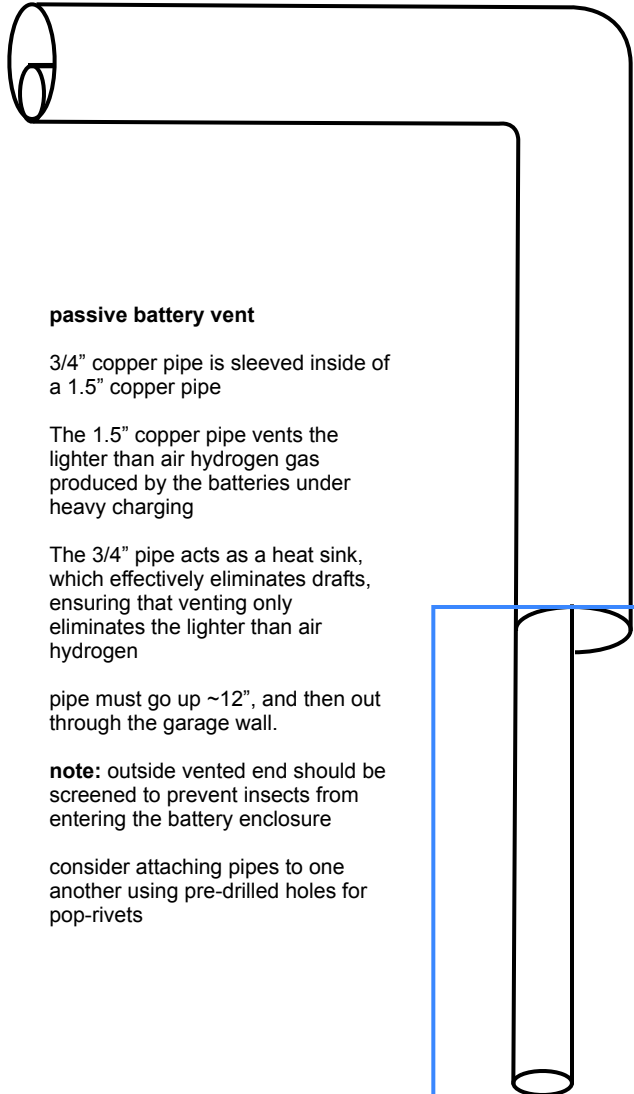 passive battery vent
3/4” copper pipe is sleeved inside of
a 1.5” copper pipe
The 1.5” copper pipe vents the
lighter than air hydrogen gas
produced by the batteries under
heavy charging
The 3/4” pipe acts as a heat sink,
which effectively eliminates drafts,
ensuring that venting only
eliminates the lighter than air
hydrogen
pipe must go up ~12”, and then out
through the garage wall.
note: outside vented end should be
screened to prevent insects from
entering the battery enclosure
consider attaching pipes to one
another using pre-drilled holes for
pop-rivets